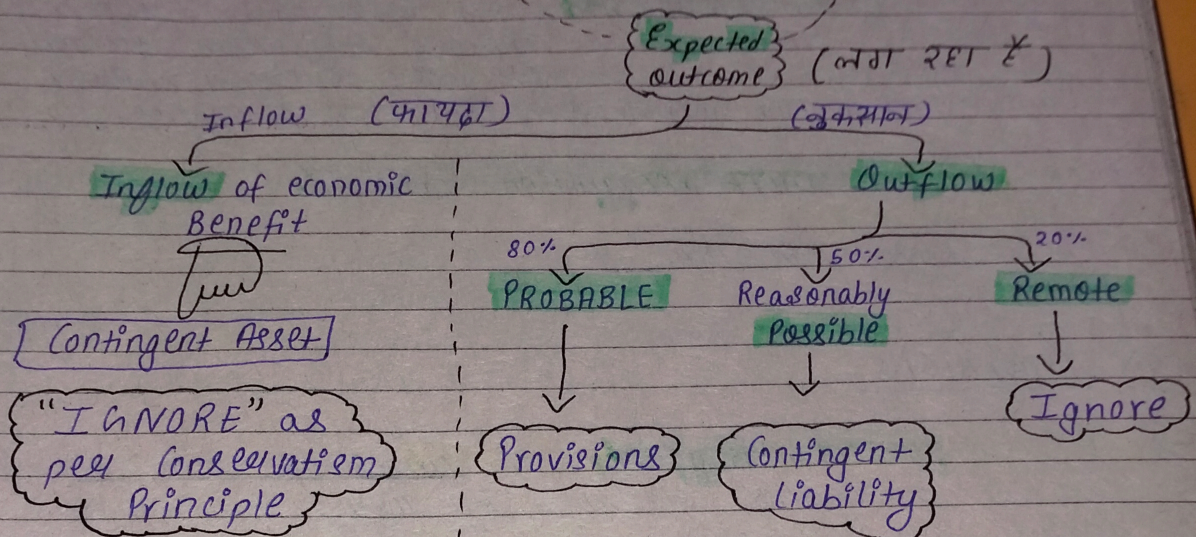 Expected
outcome
(लग रहा है)
Inflow (फायदा)
(नुकसान)
Inflow of economic
Benefit
Contingent Asset
"IGNORE" as
per Conservatism
Principle
Outflow
80%
50%
20%
PROBABLE
Reasonably
Possible
Remote
Provisions
Contingent
liability
Ignore